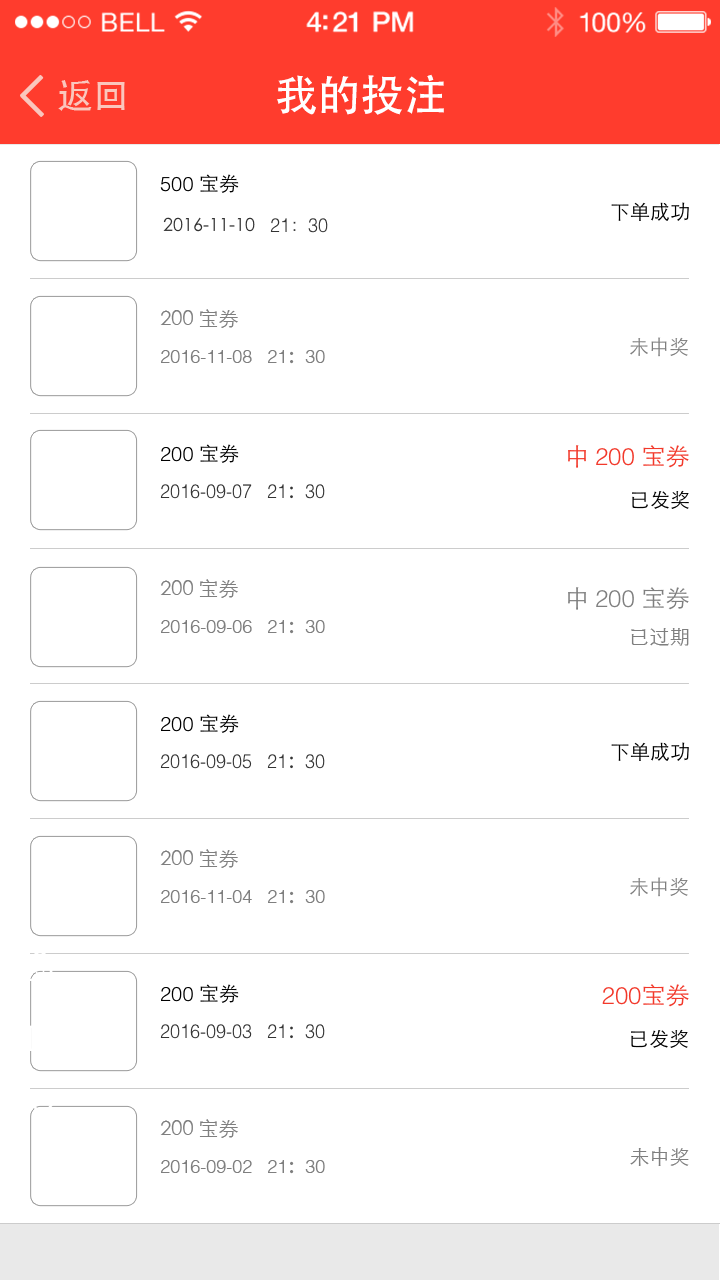 BELL 4:21 PM 100%
返回 我的投注
500 宝券
2016-11-10 21：30
下单成功
200 宝券
2016-11-08 21：30
未中奖
200 宝券
2016-09-07 21：30
中 200 宝券
已发奖
200 宝券
2016-09-06 21：30
中 200 宝券
已过期
200 宝券
2016-09-05 21：30
下单成功
200 宝券
2016-11-04 21：30
未中奖
200 宝券
2016-09-03 21：30
200宝券
已发奖
200 宝券
2016-09-02 21：30
未中奖